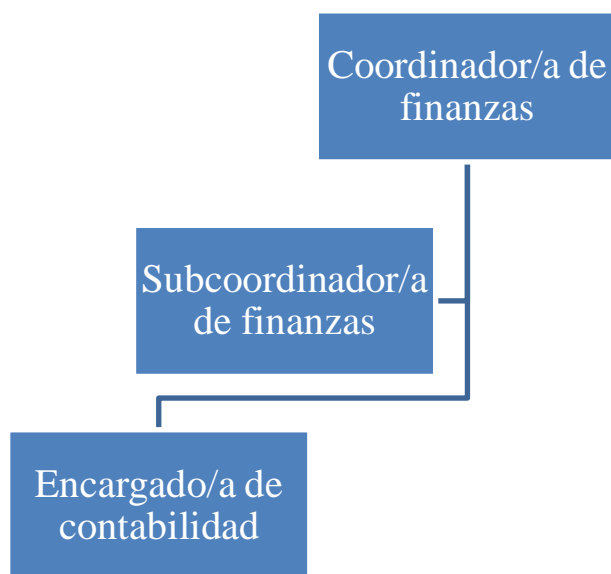 Coordinador/a de
finanzas
Subcoordinador/a
de finanzas
Encargado/a de
contabilidad